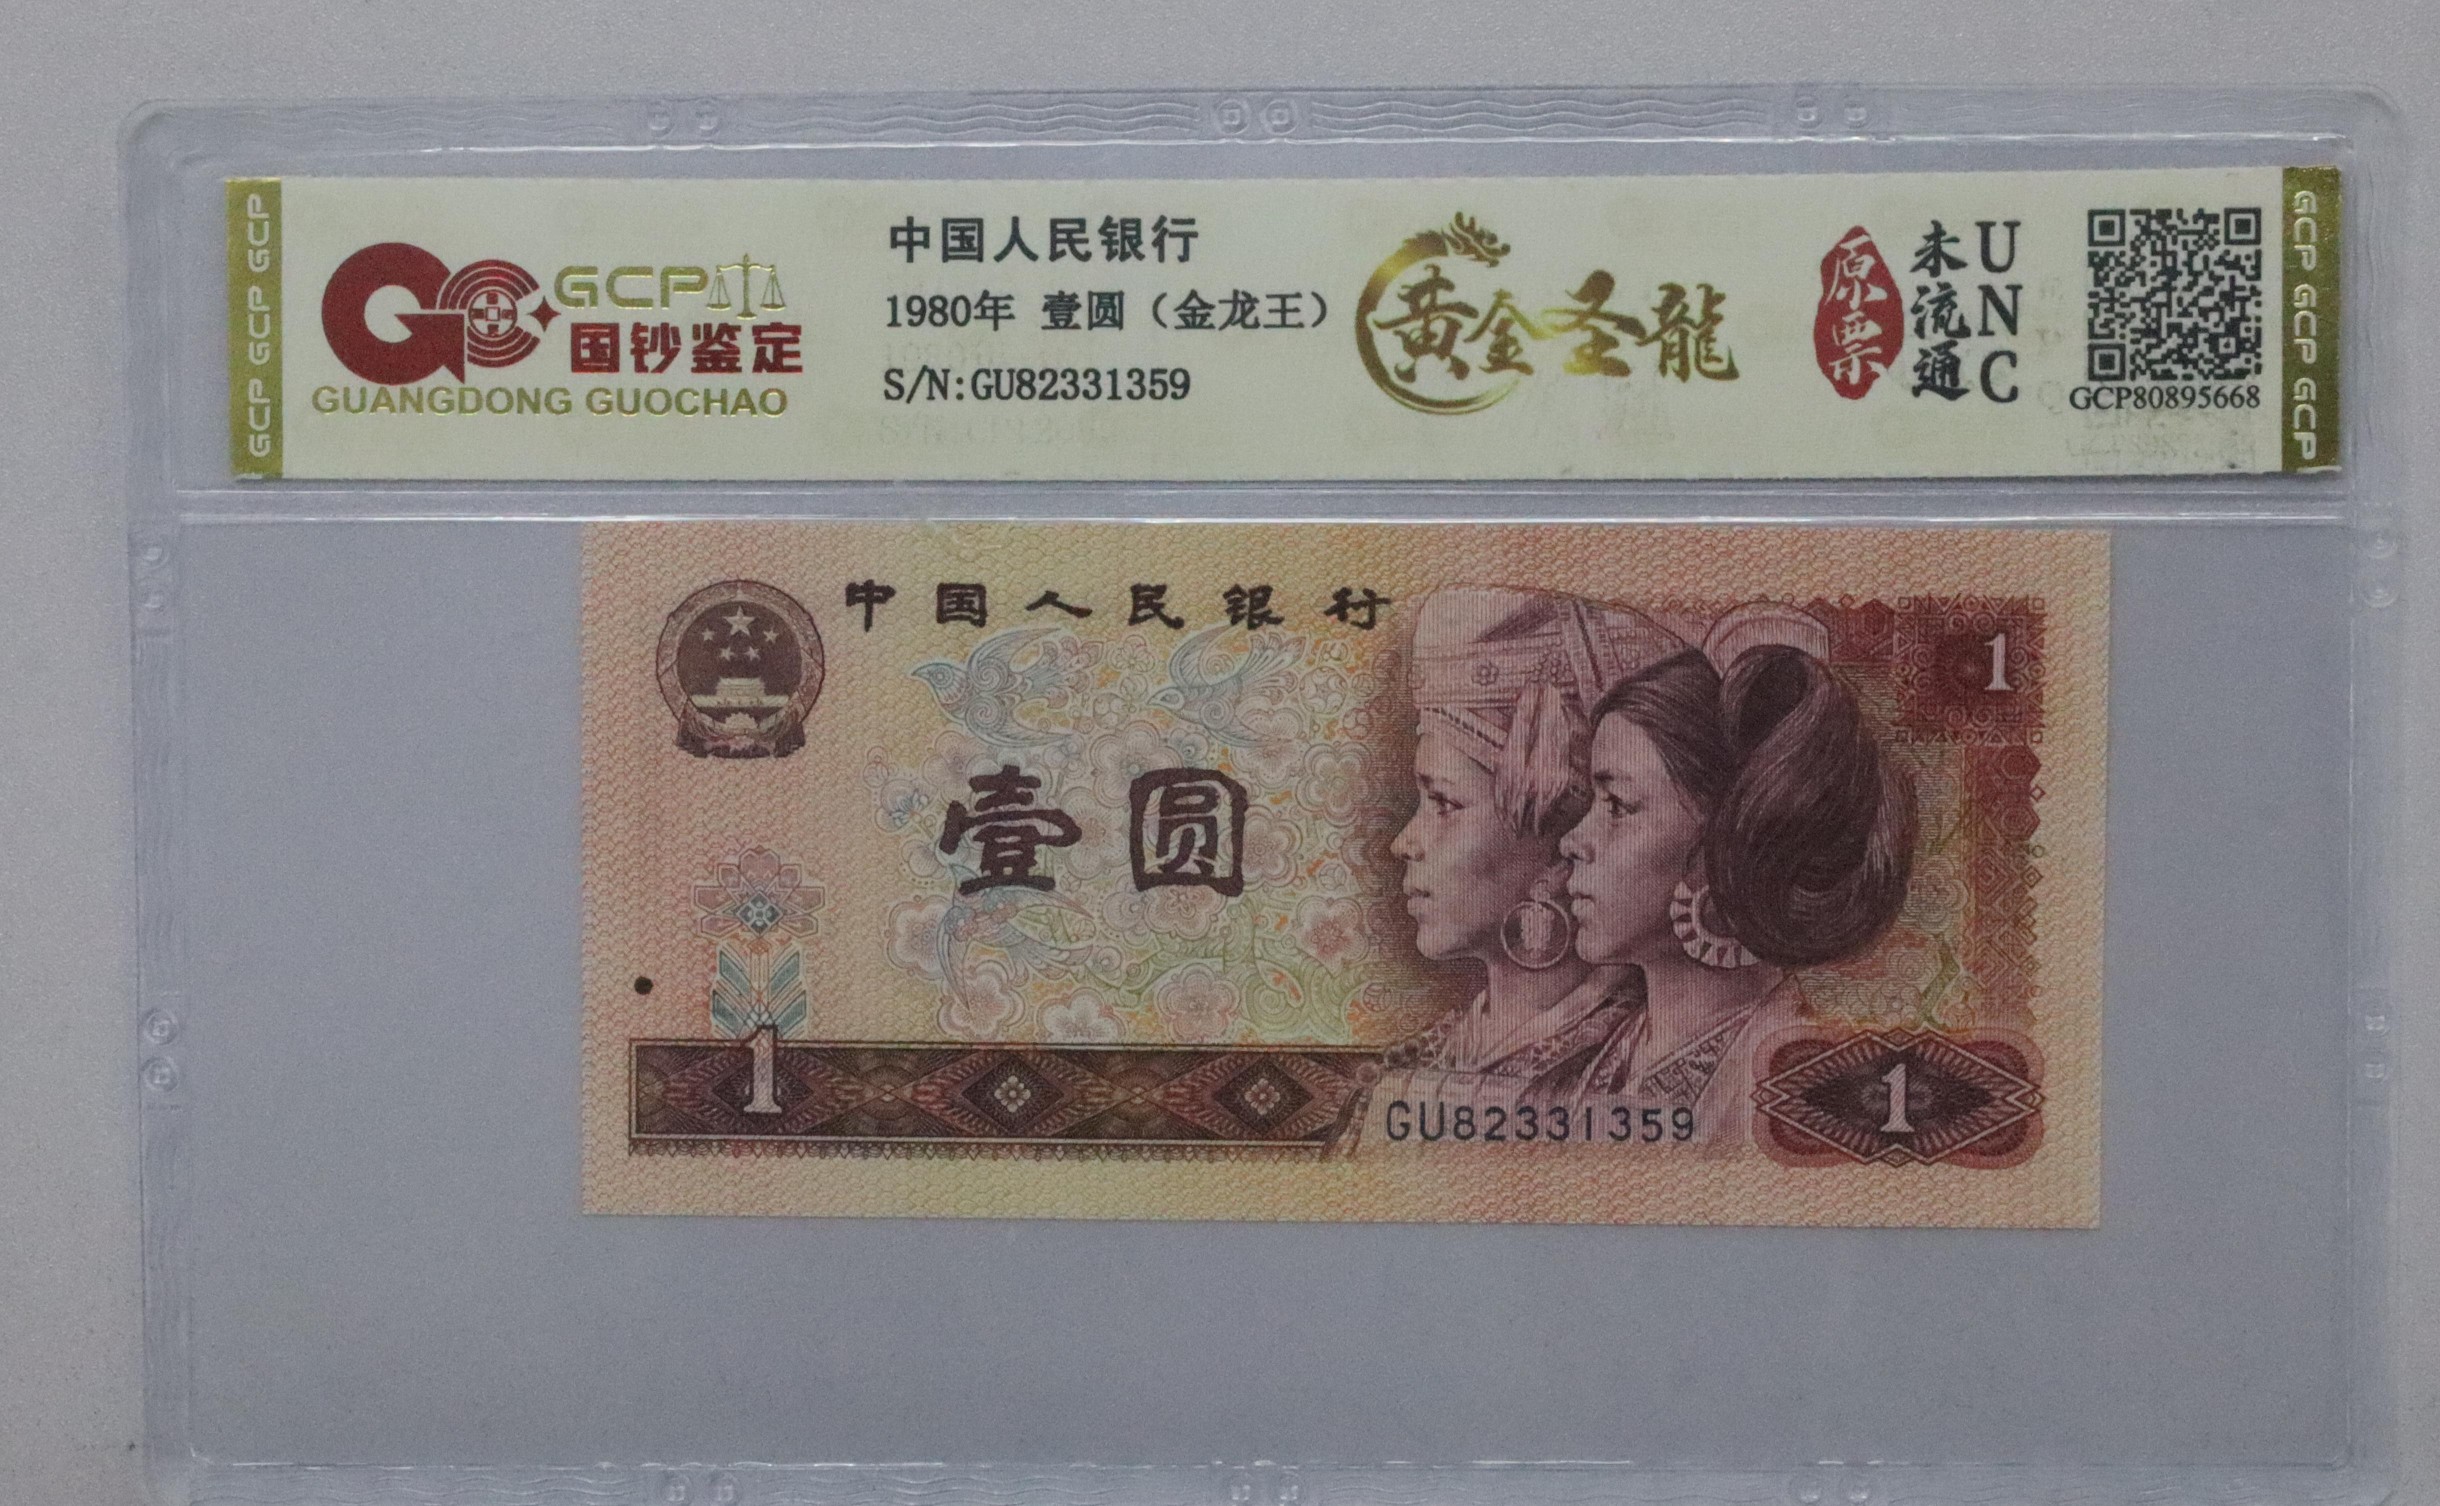 GCP GCP GCP
GCP
国钞鉴定
GUANGDONG GUOCHAO
中国人民银行
1980年 壹圆（金龙王）
S/N:GU82331359
黄金圣龍
原票
未流通
UNC
GCP80895668
GCP GCP GCP
中国人民银行
1
壹圆
1
GU82331359
1